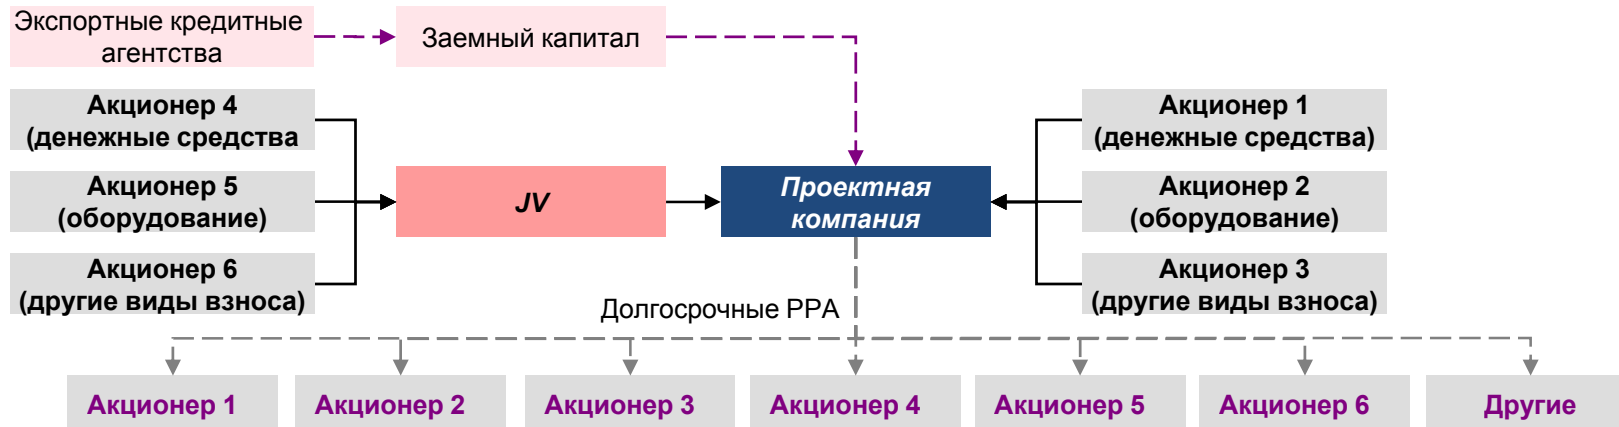 Экспортные кредитные
агентства
Заемный капитал
Акционер 4
(денежные средства
Акционер 1
(денежные средства)
Акционер 5
(оборудование)
JV
Проектная
компания
Акционер 2
(оборудование)
Акционер 6
(другие виды взноса)
Акционер 3
(другие виды взноса)
Долгосрочные PPA
Акционер 1
Акционер 2
Акционер 3
Акционер 4
Акционер 5
Акционер 6
Другие